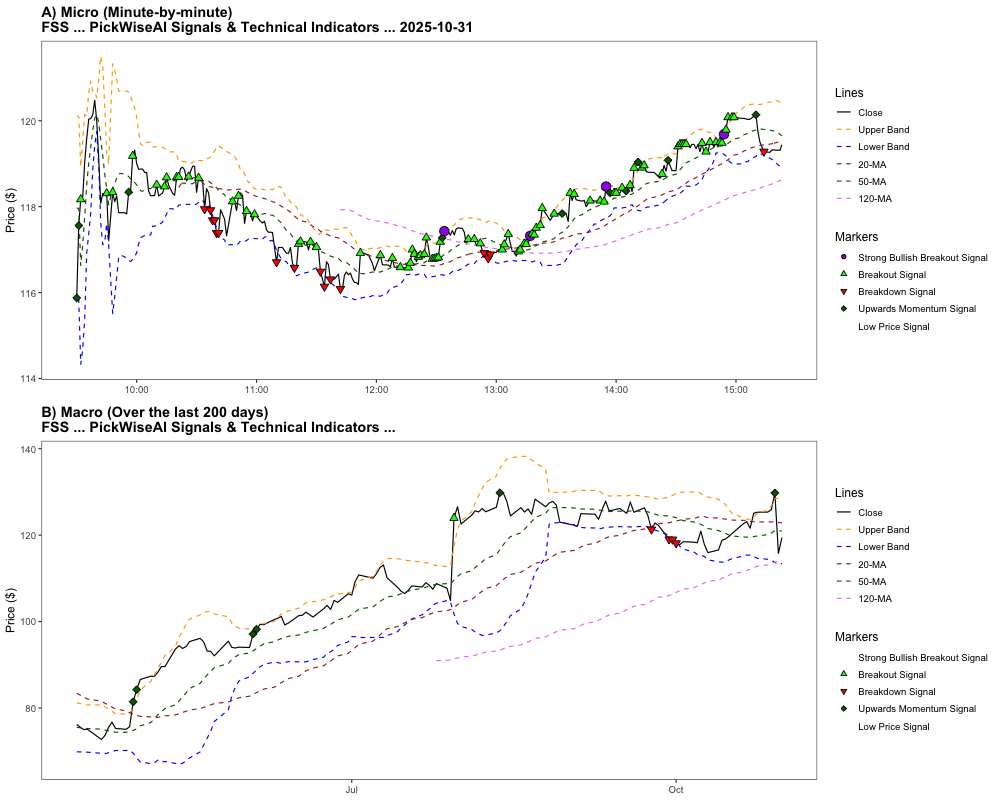 A) Micro (Minute-by-minute)
FSS ... PickWiseAI Signals & Technical Indicators ... 2025-10-31
Price ($)
120
118
116
114
10:00
11:00
12:00
13:00
14:00
15:00
Lines
Close
Upper Band
Lower Band
20-MA
50-MA
120-MA
Markers
Strong Bullish Breakout Signal
Breakout Signal
Breakdown Signal
Upwards Momentum Signal
Low Price Signal
B) Macro (Over the last 200 days)
FSS ... PickWiseAI Signals & Technical Indicators ...
Price ($)
140
120
100
80
Jul
Oct
Lines
Close
Upper Band
Lower Band
20-MA
50-MA
120-MA
Markers
Strong Bullish Breakout Signal
Breakout Signal
Breakdown Signal
Upwards Momentum Signal
Low Price Signal